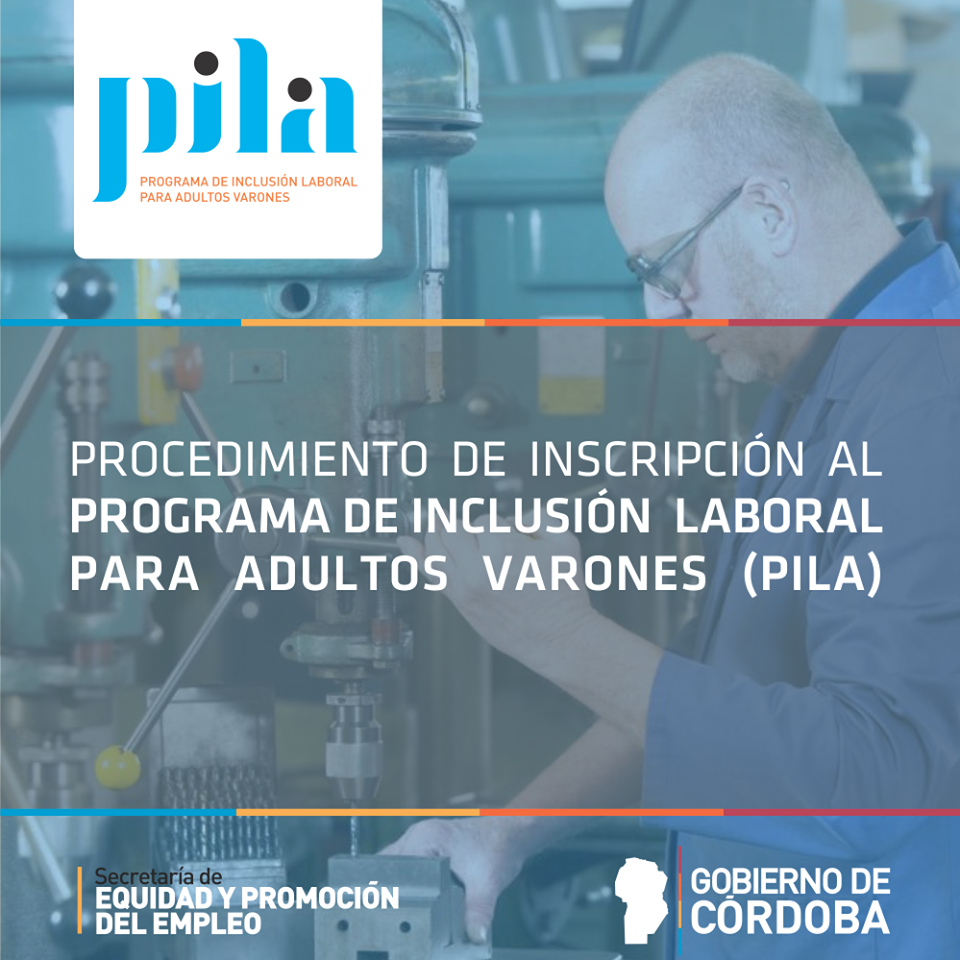 pila
PROGRAMA DE INCLUSIÓN LABORAL
PARA ADULTOS VARONES
PROCEDIMIENTO DE INSCRIPCIÓN AL
PROGRAMA DE INCLUSIÓN LABORAL
PARA ADULTOS VARONES (PILA)
Secretaría de
EQUIDAD Y PROMOCIÓN
DEL EMPLEO
GOBIERNO DE
CÓRDOBA